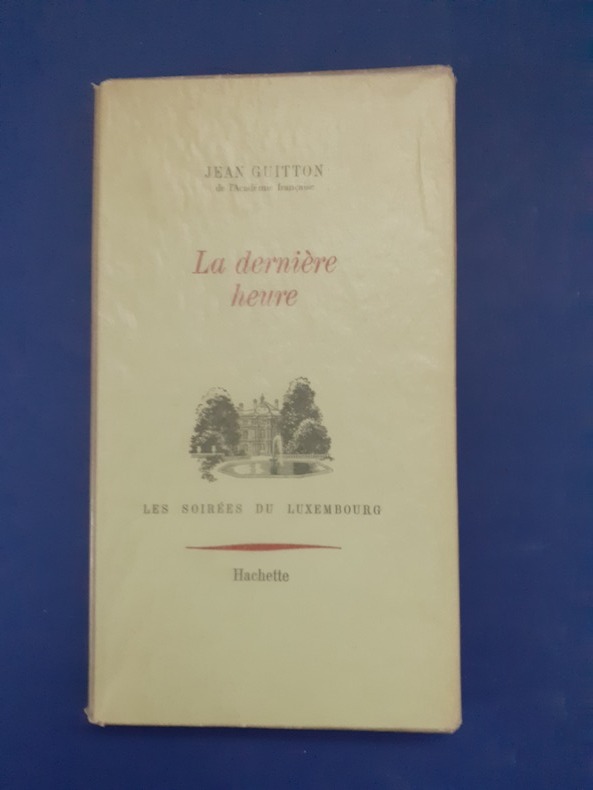 JEAN GUITTON
de l'Académie française
La dernière
heure
LES SOIRÉES DU LUXEMBOURG
Hachette